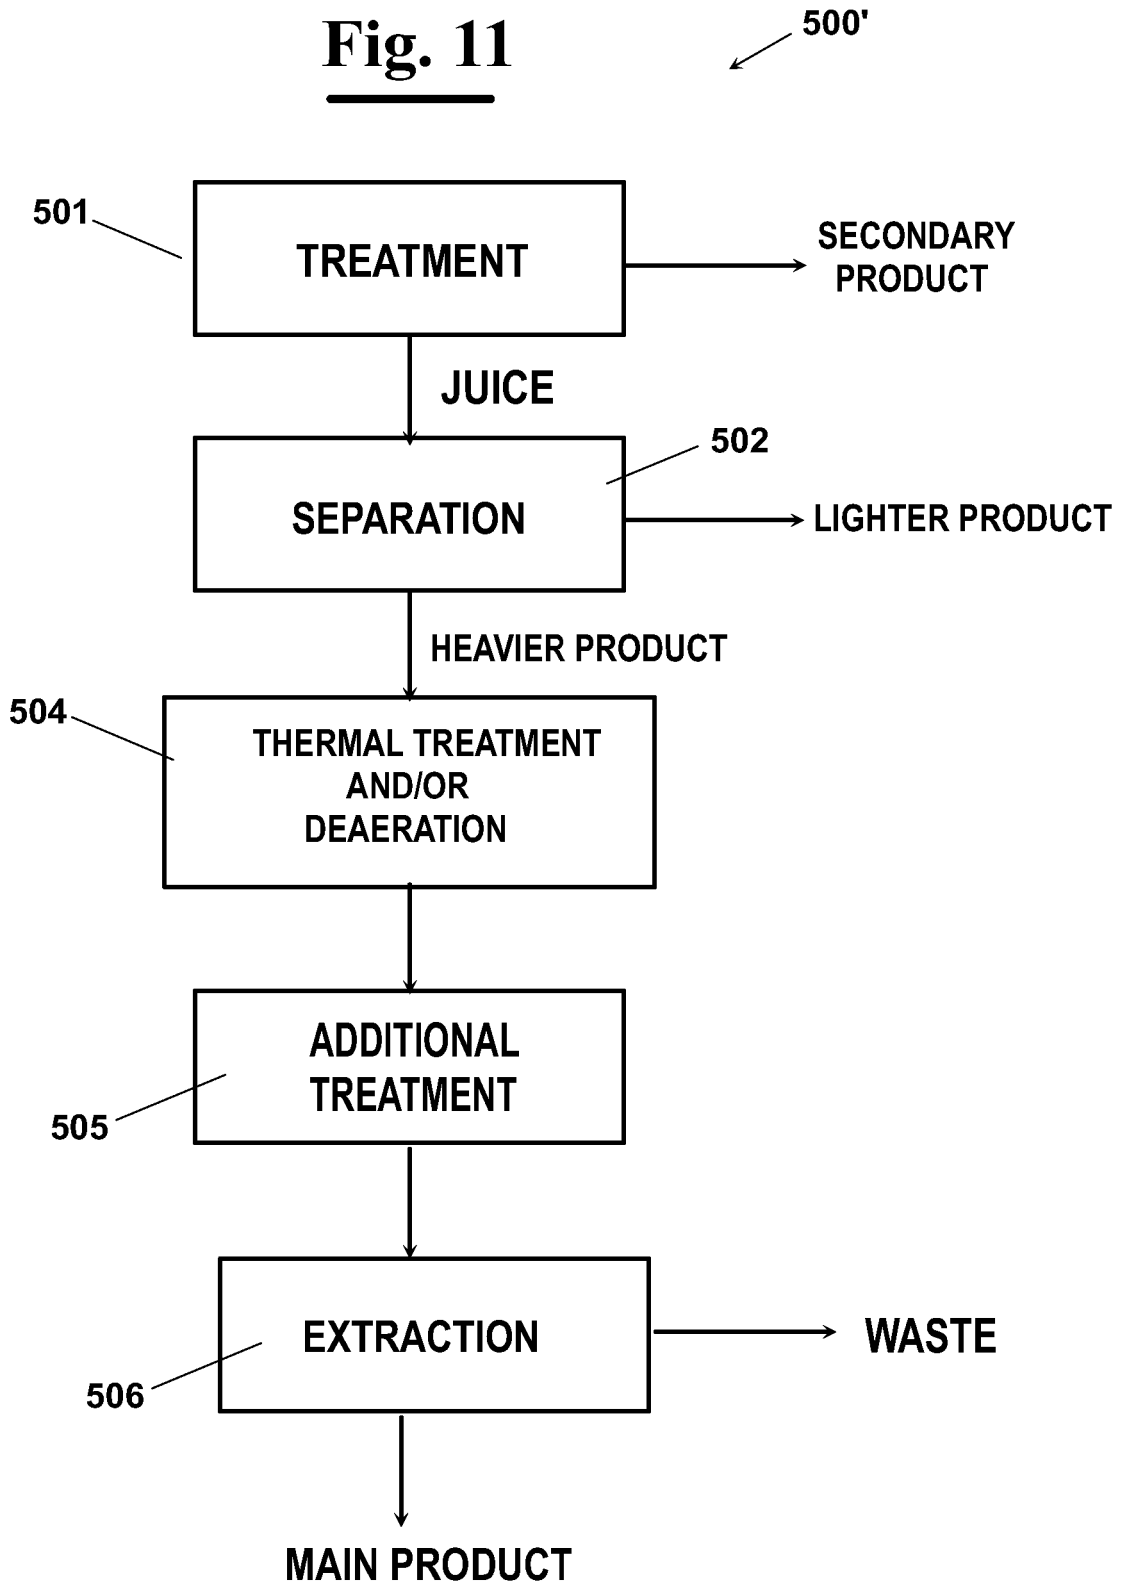 Fig. 11
500'
501
TREATMENT
SECONDARY
PRODUCT
JUICE
502
SEPARATION
LIGHTER PRODUCT
HEAVIER PRODUCT
504
THERMAL TREATMENT
AND/OR
DEAERATION
ADDITIONAL
TREATMENT
505
EXTRACTION
WASTE
506
MAIN PRODUCT